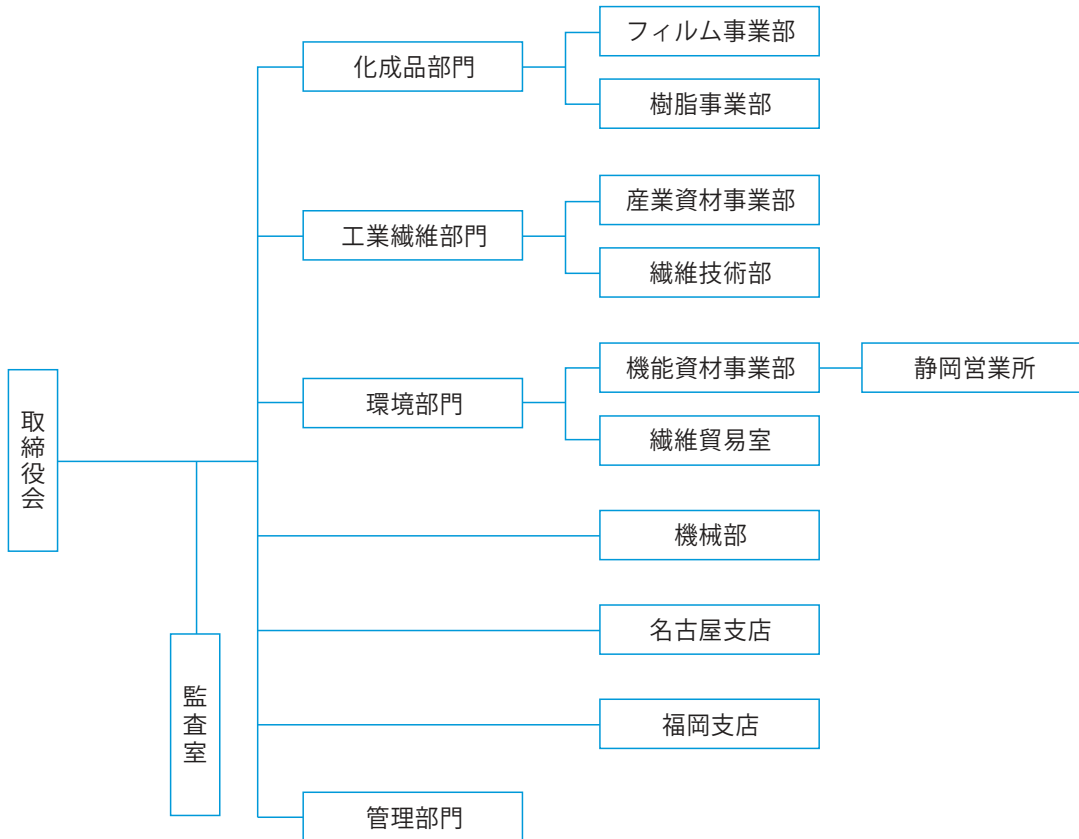 フィルム事業部
化成品部門
樹脂事業部
産業資材事業部
工業繊維部門
繊維技術部
機能資材事業部
静岡営業所
環境部門
繊維貿易室
取締役会
機械部
名古屋支店
監査室
福岡支店
管理部門